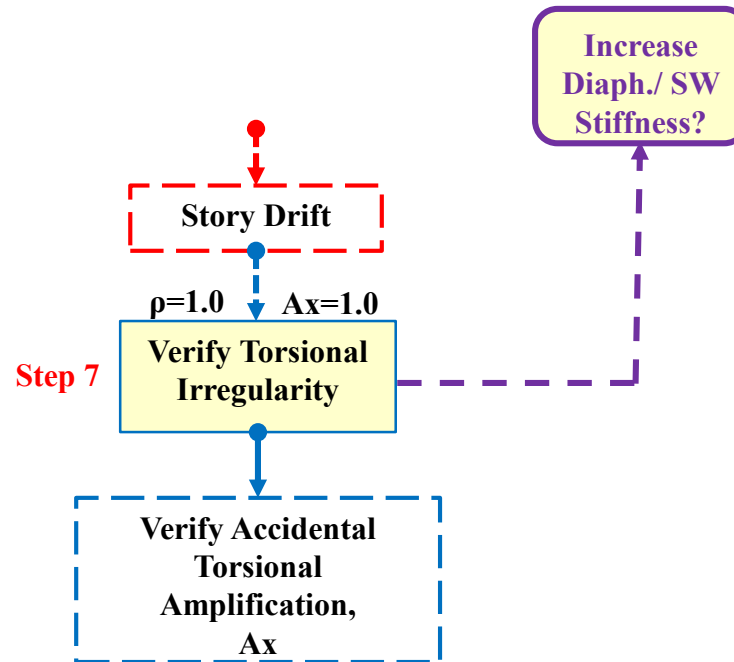 Increase
Diaph./ SW
Stiffness?
Story Drift
ρ=1.0 Ax=1.0
Step 7
Verify Torsional
Irregularity
Verify Accidental
Torsional
Amplification,
Ax